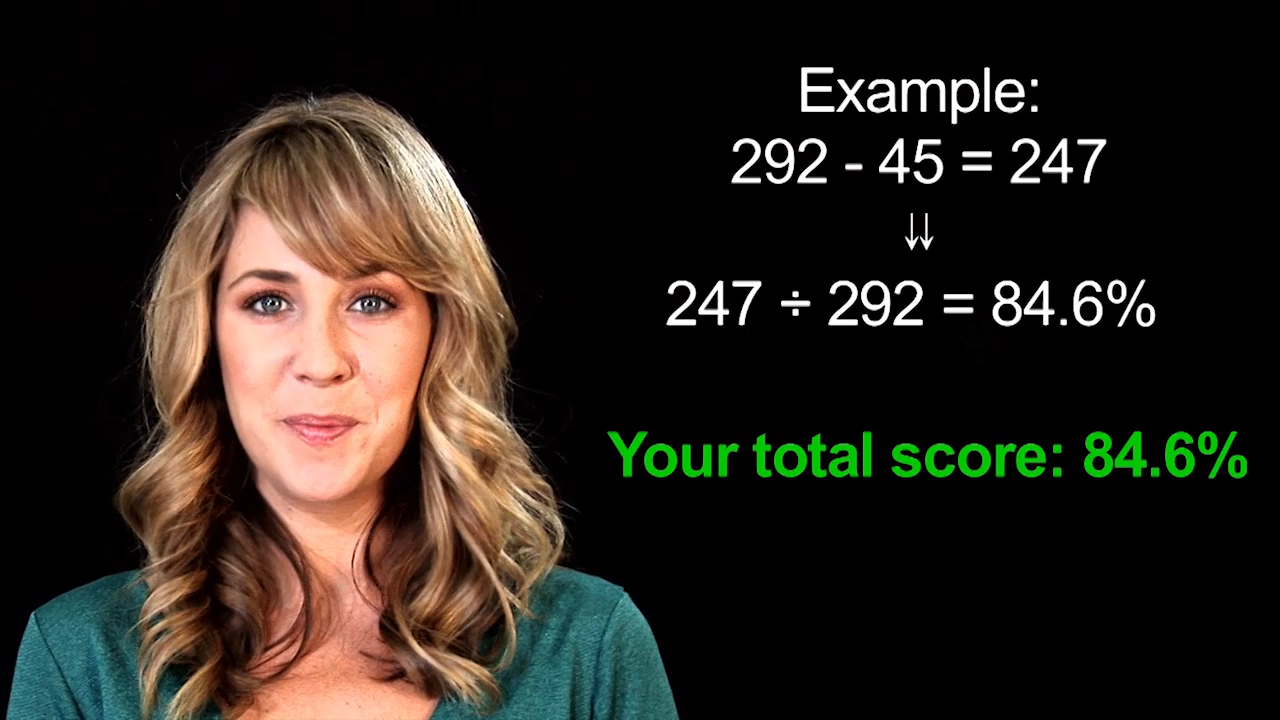 Example:
292 - 45 = 247
↓↓
247 ÷ 292 = 84.6%
Your total score: 84.6%